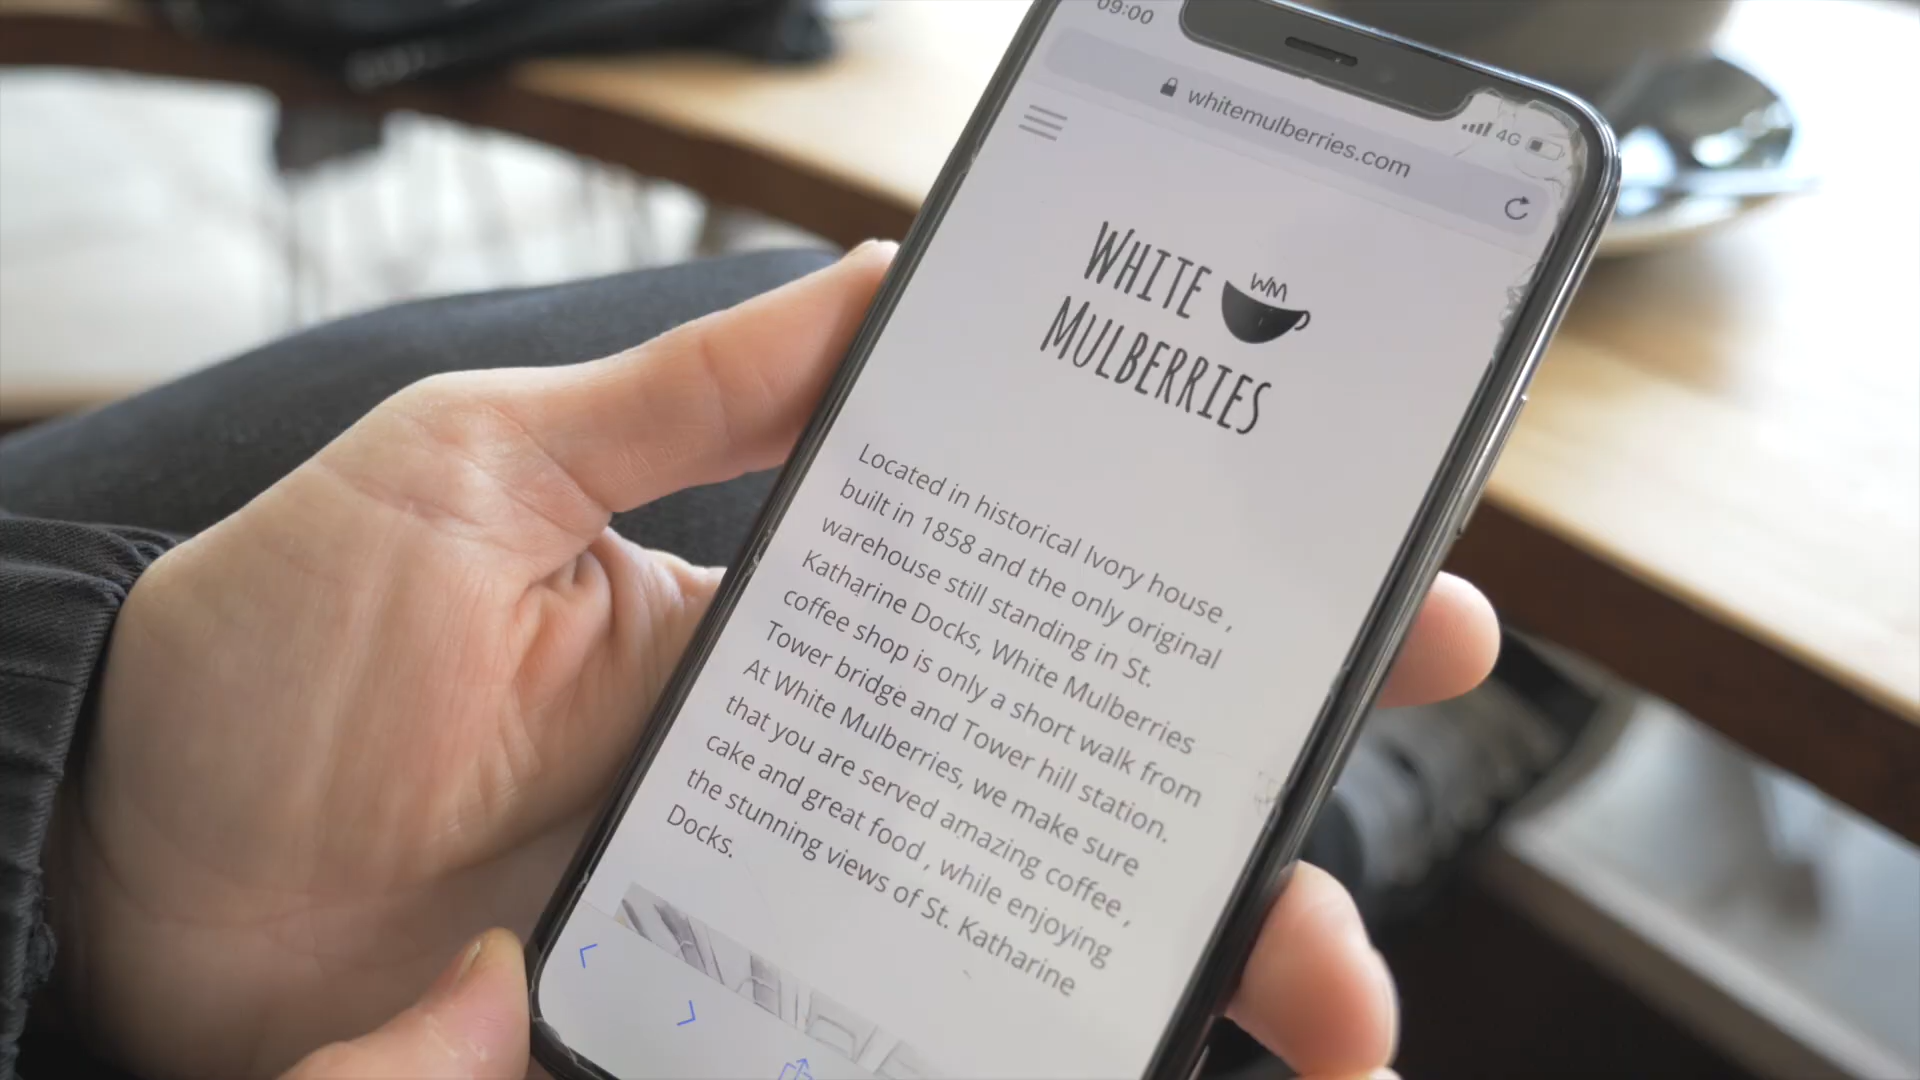 09:00
4G
whitemulberries.com
WHITE
WM
MULBERRIES
Located in historical Ivory house ,
built in 1858 and the only original
warehouse still standing in St.
Katharine Docks, White Mulberries
coffee shop is only a short walk from
Tower bridge and Tower hill station.
At White Mulberries, we make sure
that you are served amazing coffee ,
cake and great food , while enjoying
the stunning views of St. Katharine
Docks.